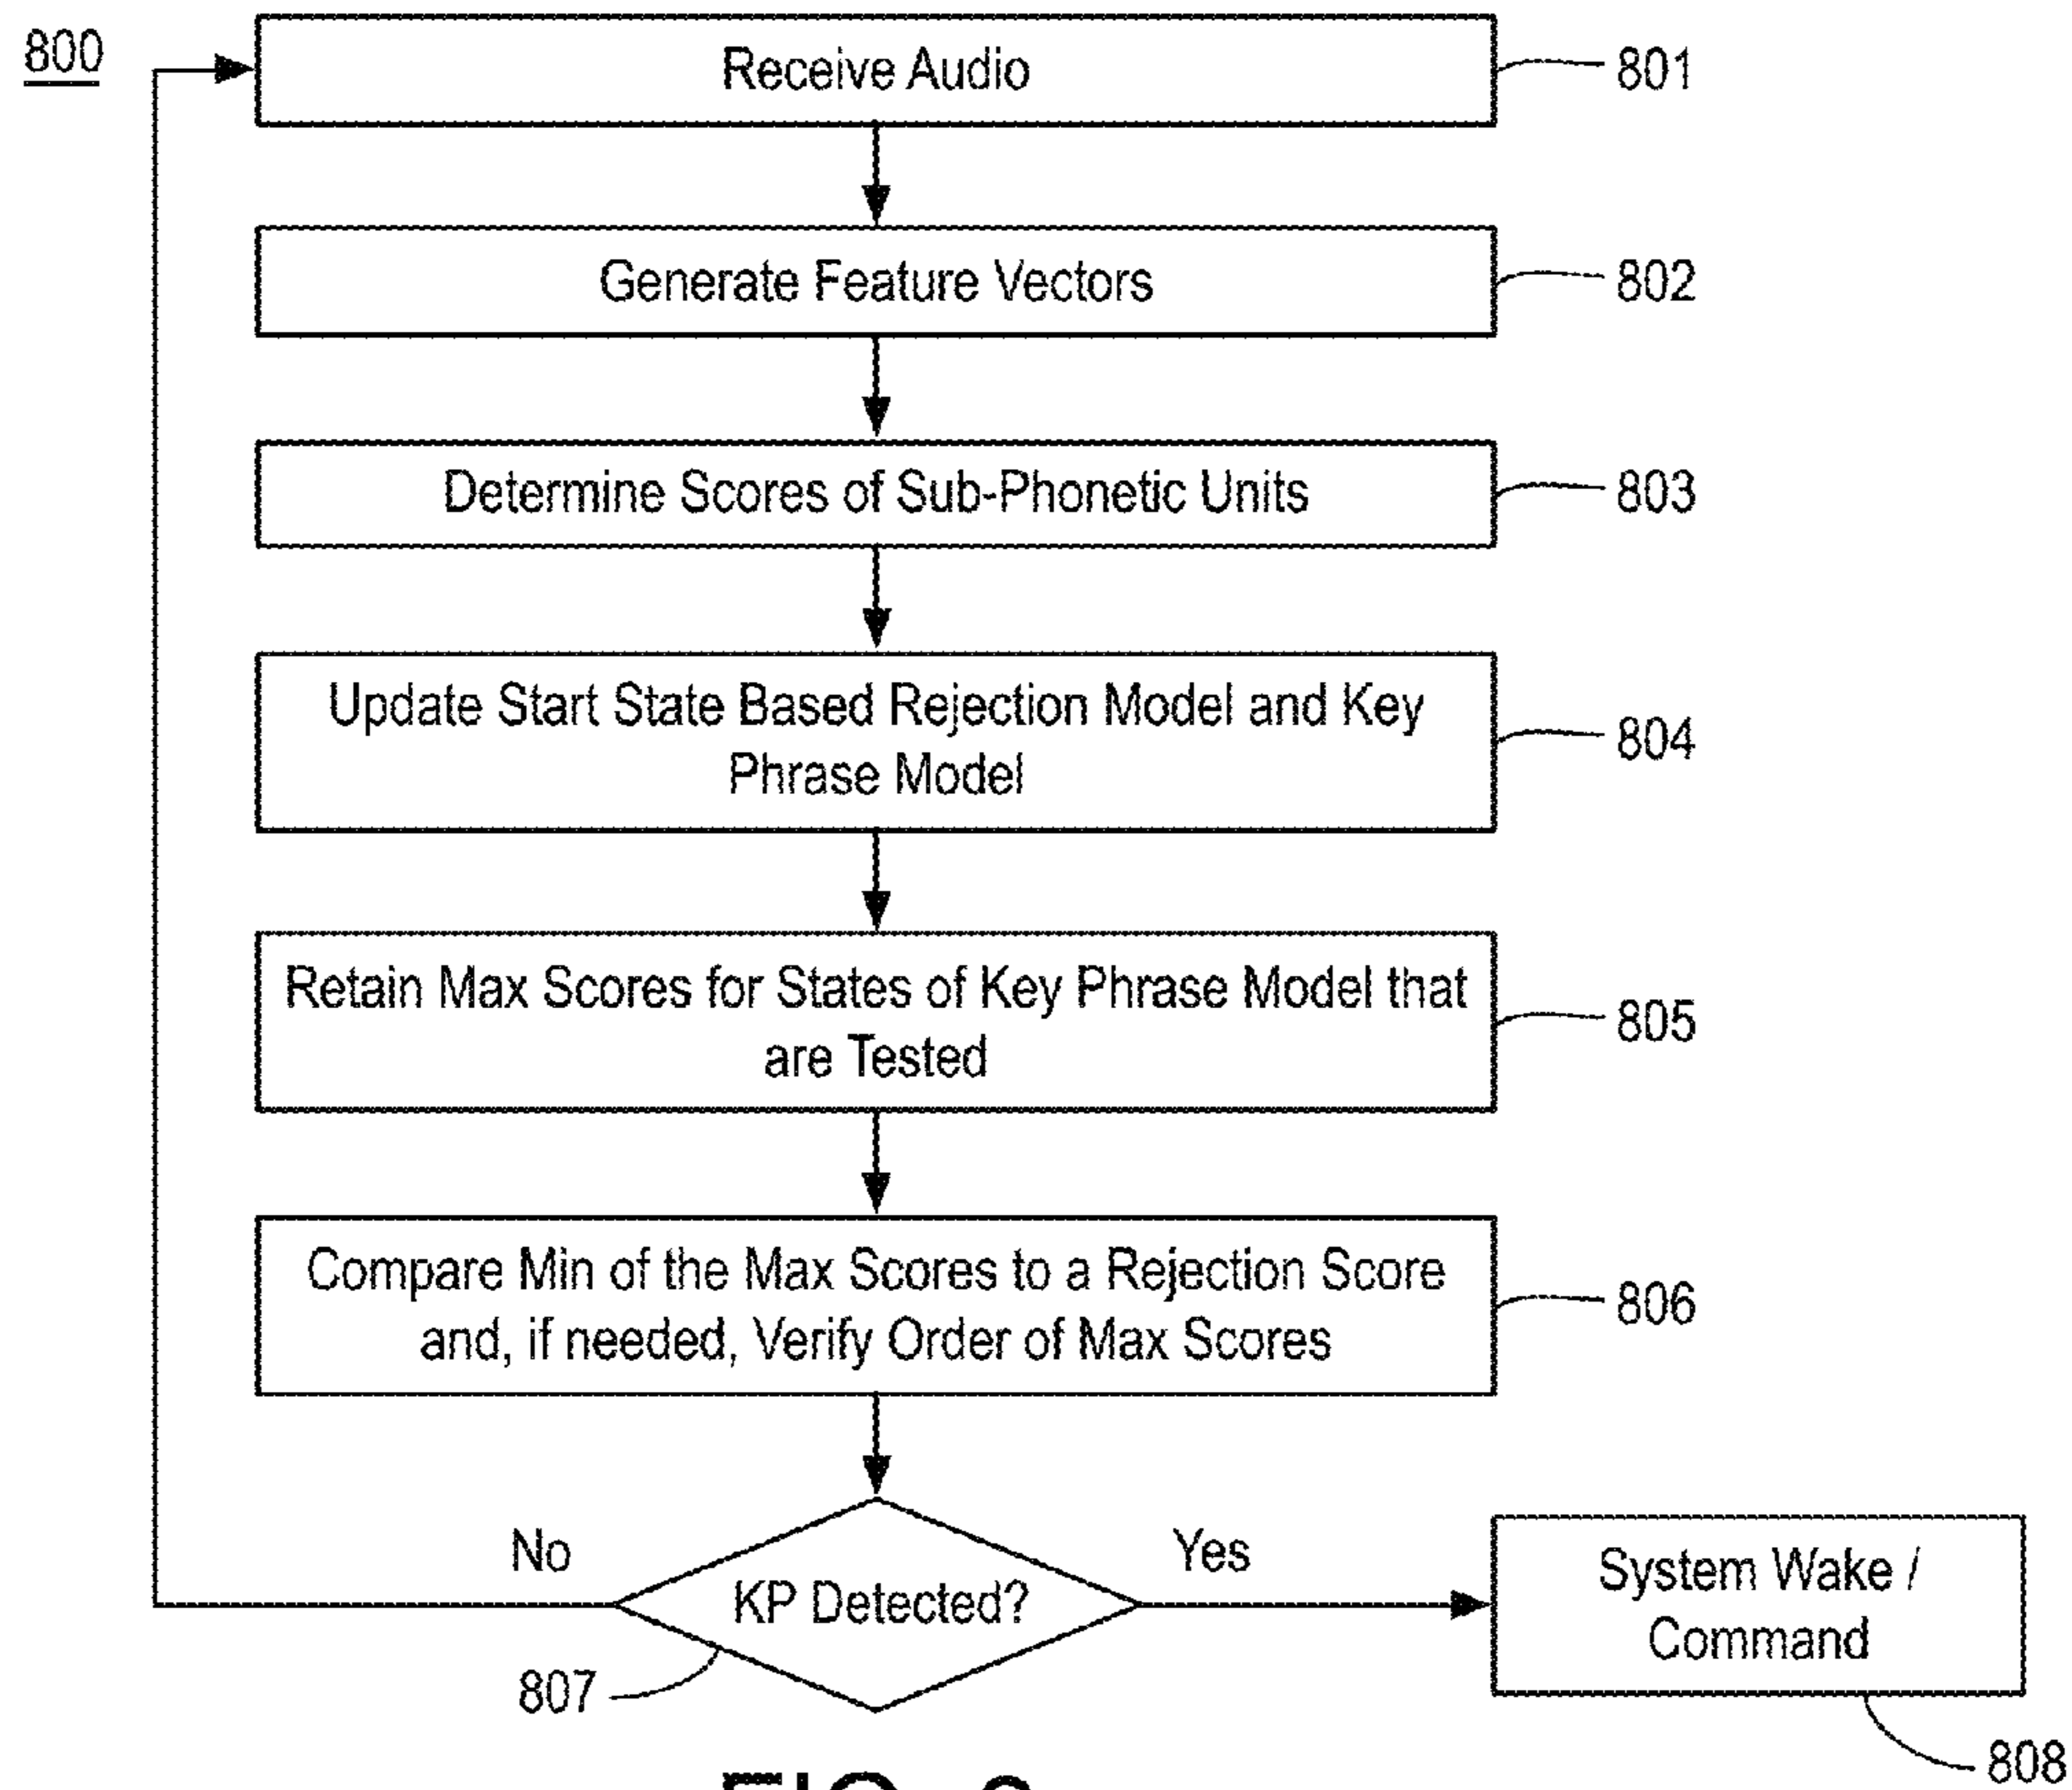 800
Receive Audio
801
Generate Feature Vectors
802
Determine Scores of Sub-Phonetic Units
803
Update Start State Based Rejection Model and Key
Phrase Model
804
Retain Max Scores for States of Key Phrase Model that
are Tested
805
Compare Min of the Max Scores to a Rejection Score
and, if needed, Verify Order of Max Scores
806
No
KP Detected?
Yes
807
System Wake /
Command
808